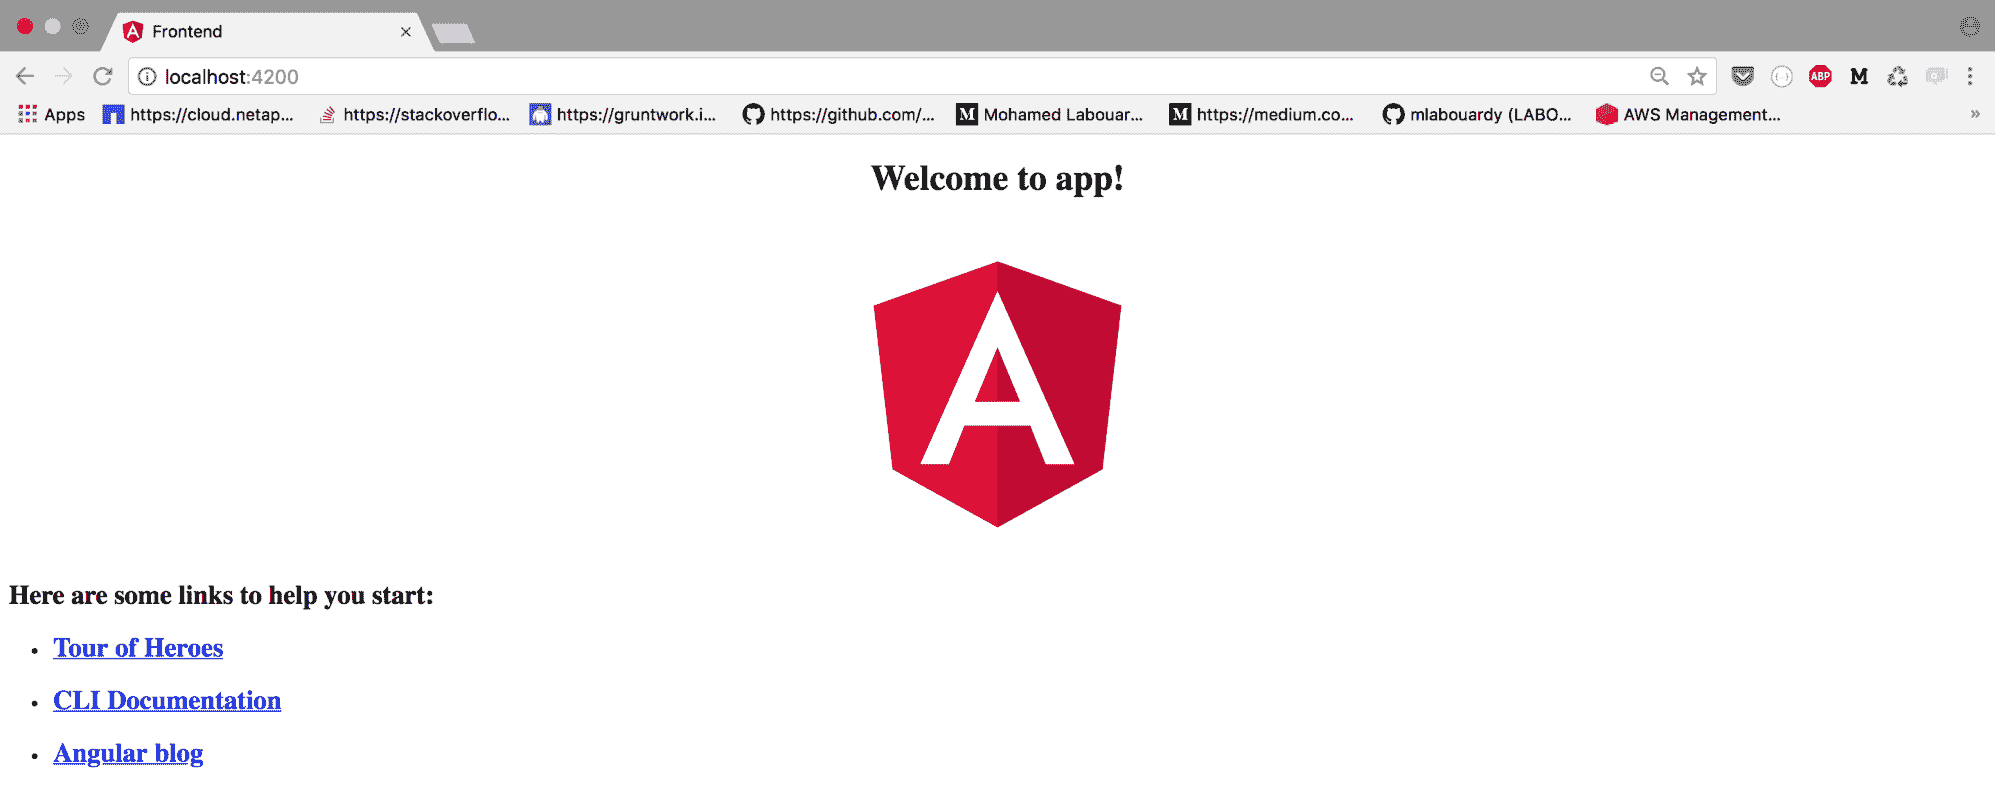 Frontend
localhost:4200
ABP M
Apps https://cloud.netap... https://stackoverflo... https://gruntwork.i... https://github.com/... M Mohamed Labouar... M https://medium.co... mlabouardy (LABO... AWS Management... »
Welcome to app!
A
Here are some links to help you start:
• Tour of Heroes
• CLI Documentation
• Angular blog